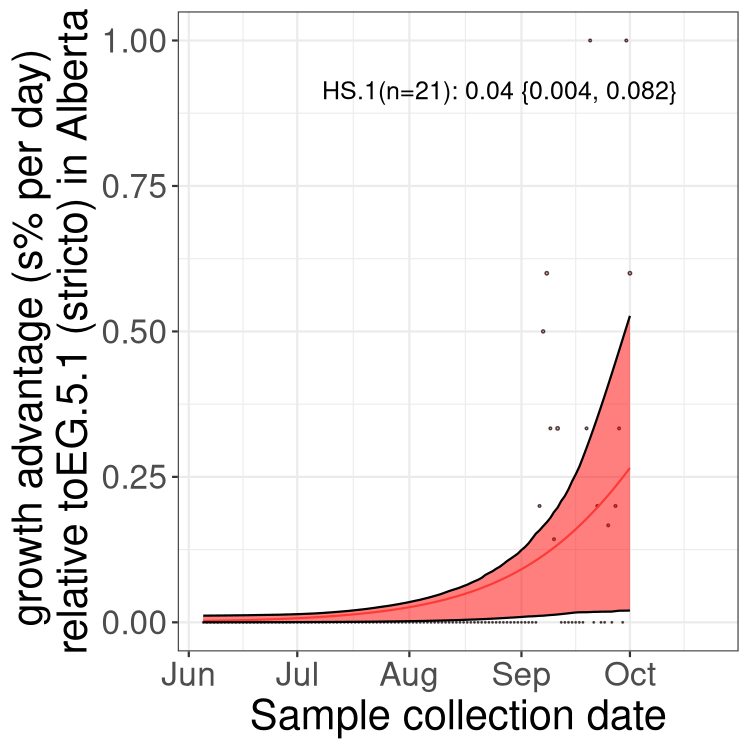 growth advantage (s% per day)
relative toEG.5.1 (stricto) in Alberta
1.00
0.75
0.50
0.25
0.00
HS.1(n=21): 0.04 {0.004, 0.082}
Jun Jul Aug Sep Oct
Sample collection date